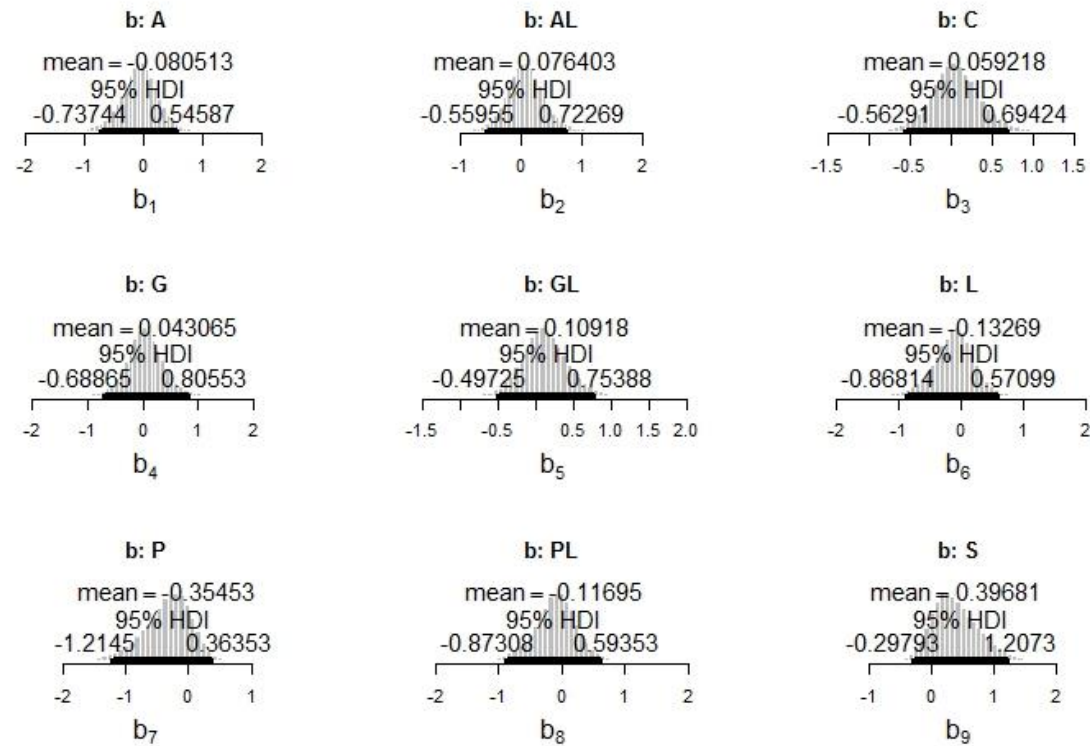 b: A
mean = -0.080513
95% HDI
-0.73744 0.54587
-2 -1 0 1 2
b1
b: AL
mean = 0.076403
95% HDI
-0.55955 0.72269
-1 0 1 2
b2
b: C
mean = 0.059218
95% HDI
-0.56291 0.69424
-1.5 -0.5 0.5 1.0 1.5
b3
b: G
mean = 0.043065
95% HDI
-0.68865 0.80553
-2 -1 0 1 2
b4
b: GL
mean = 0.10918
95% HDI
-0.49725 0.75388
-1.5 -0.5 0.5 1.0 2.0
b5
b: L
mean = -0.13269
95% HDI
-0.86814 0.57099
-2 -1 0 1 2
b6
b: P
mean = -0.35453
95% HDI
-1.2145 0.36353
-2 -1 0 1
b7
b: PL
mean = -0.11695
95% HDI
-0.87308 0.59353
-2 -1 0 1 2
b8
b: S
mean = 0.39681
95% HDI
-0.29793 1.2073
-1 0 1 2
b9